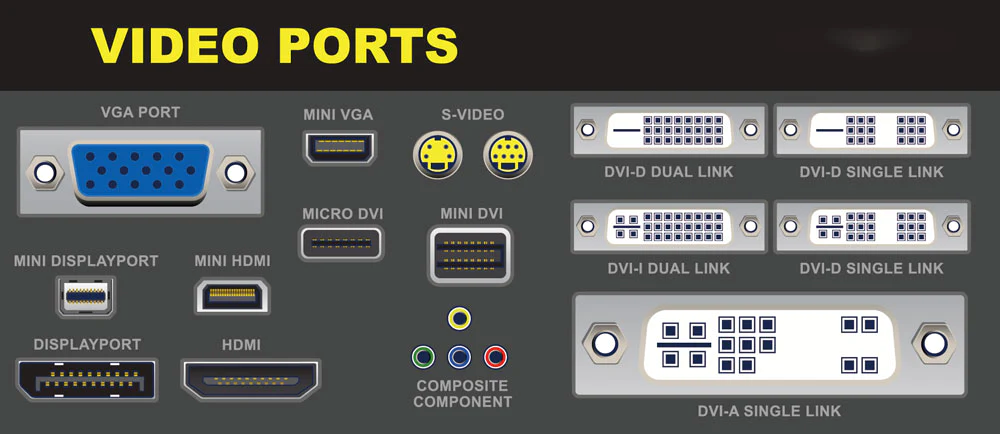 VIDEO PORTS
VGA PORT
MINI VGA
S-VIDEO
DVI-D DUAL LINK
DVI-D SINGLE LINK
MICRO DVI
MINI DVI
MINI DISPLAYPORT
MINI HDMI
DVI-I DUAL LINK
DVI-D SINGLE LINK
DISPLAYPORT
HDMI
COMPOSITE
COMPONENT
DVI-A SINGLE LINK